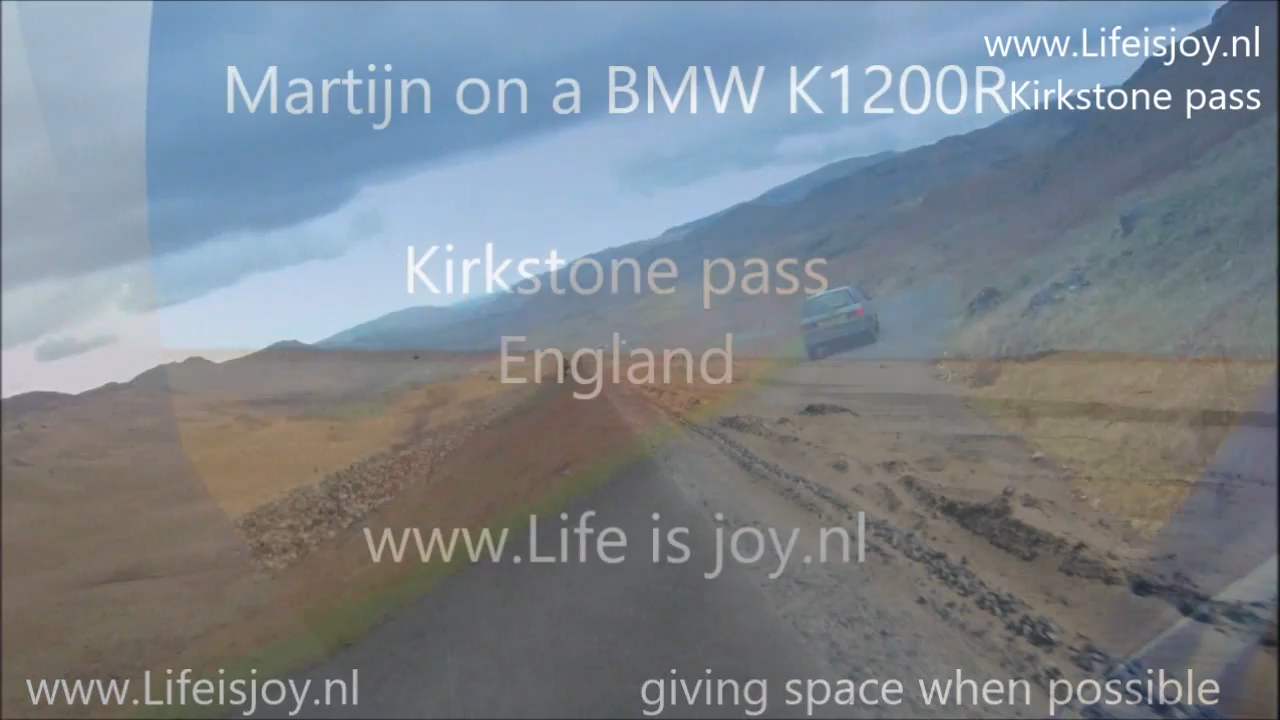 www.Lifeisjoy.nl
Martijn on a BMW K1200R
Kirkstone pass
Kirkstone pass
England
www.Life is joy.nl
www.Lifeisjoy.nl
giving space when possible